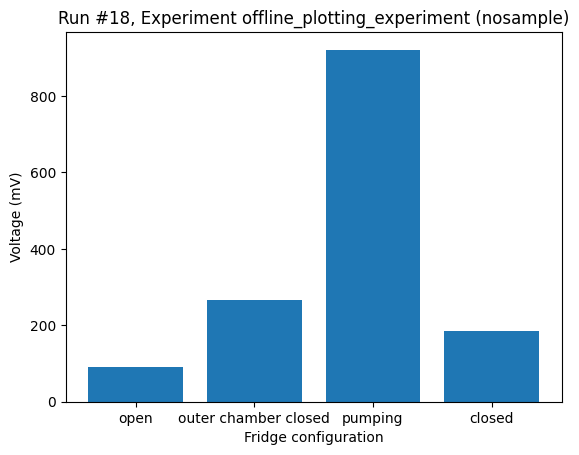 Run #18, Experiment offline_plotting_experiment (nosample)
Voltage (mV)
800
600
400
200
0
open outer chamber closed pumping closed
Fridge configuration